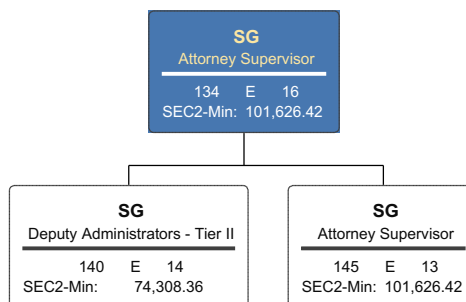 SG
Attorney Supervisor
134 E 16
SEC2-Min: 101,626.42
SG
Deputy Administrators - Tier II
140 E 14
SEC2-Min: 74,308.36
SG
Attorney Supervisor
145 E 13
SEC2-Min: 101,626.42